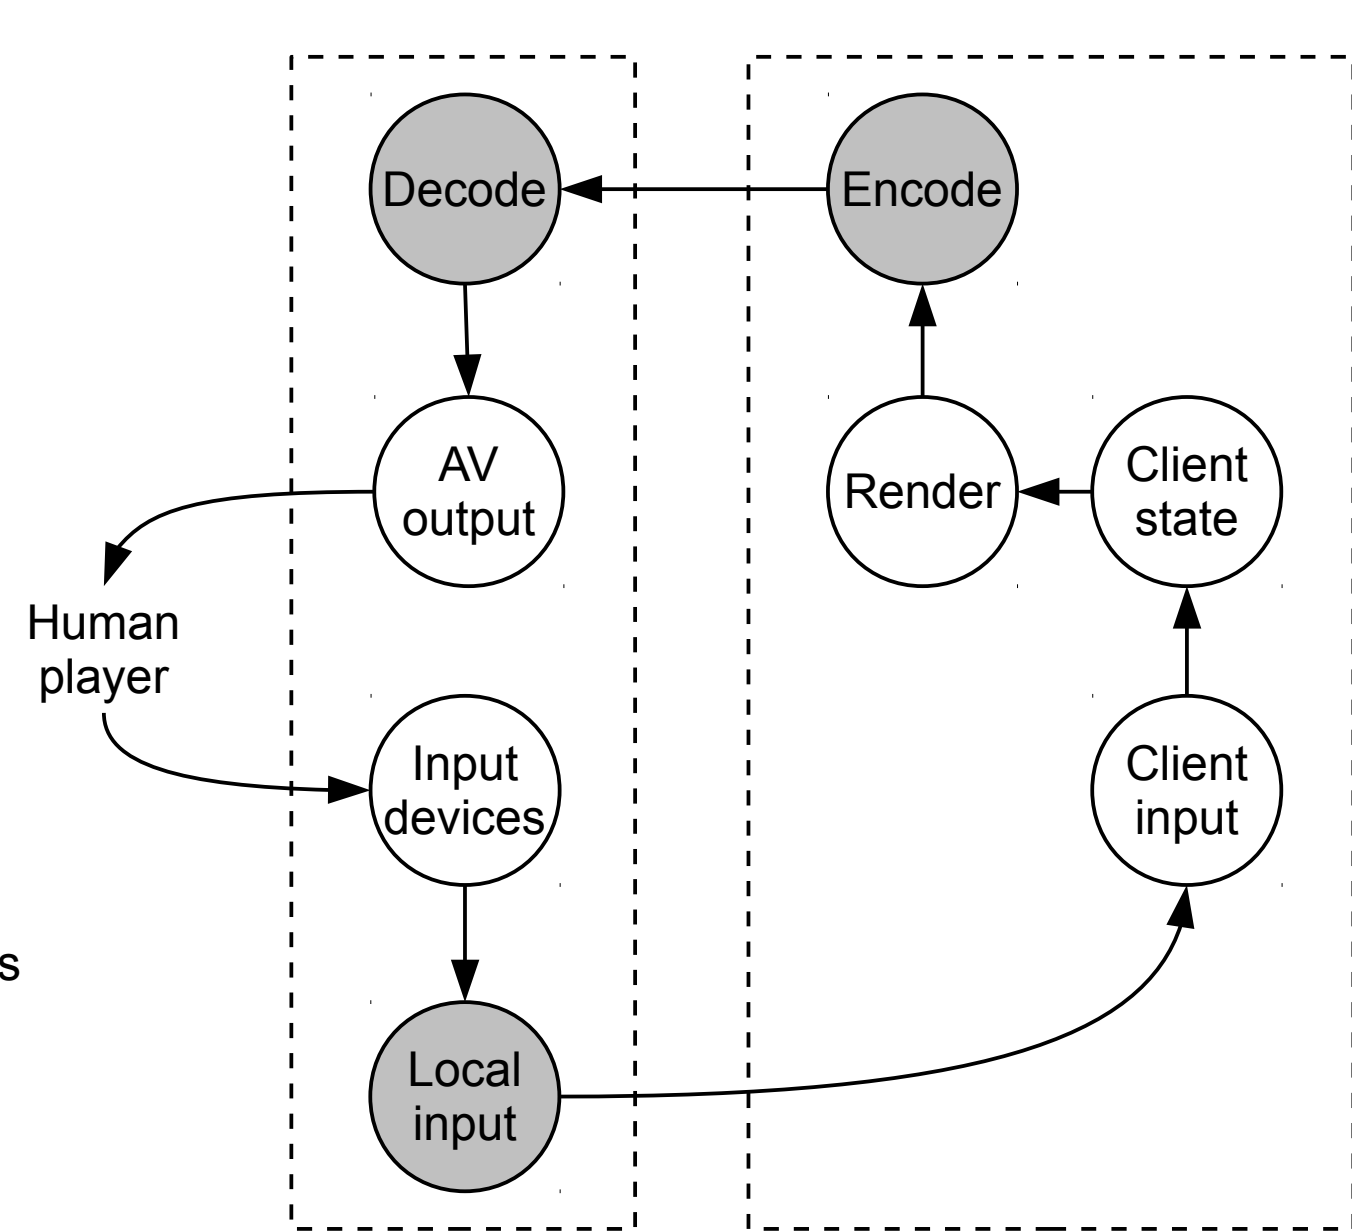 Decode
Encode
AV
output
Render
Client
state
Human
player
Input
devices
Client
input
s
Local
input